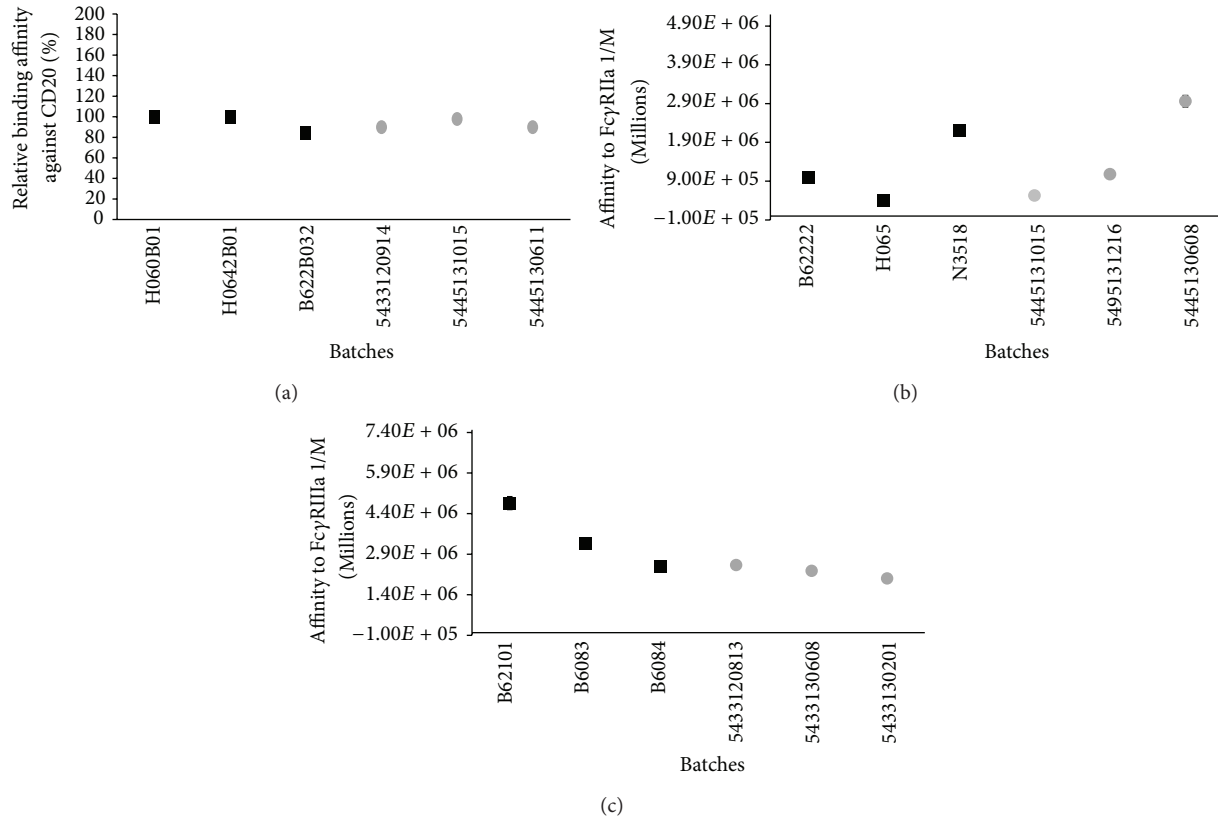 Relative binding affinity
against CD20 (%)
200
180
160
140
120
100
80
60
40
20
0
H060B01
H0642B01
B622B032
5433120914
5445131015
5445130611
Batches
(a)
Affinity to FcγRIIa 1/M
(Millions)
4.90E + 06
3.90E + 06
2.90E + 06
1.90E + 06
9.00E + 05
−1.00E + 05
B62222
H065
N3518
5445131015
5495131216
5445130608
Batches
(b)
Affinity to FcγRIIIa 1/M
(Millions)
7.40E + 06
5.90E + 06
4.40E + 06
2.90E + 06
1.40E + 06
−1.00E + 05
B62101
B6083
B6084
5433120813
5433130608
5433130201
Batches
(c)